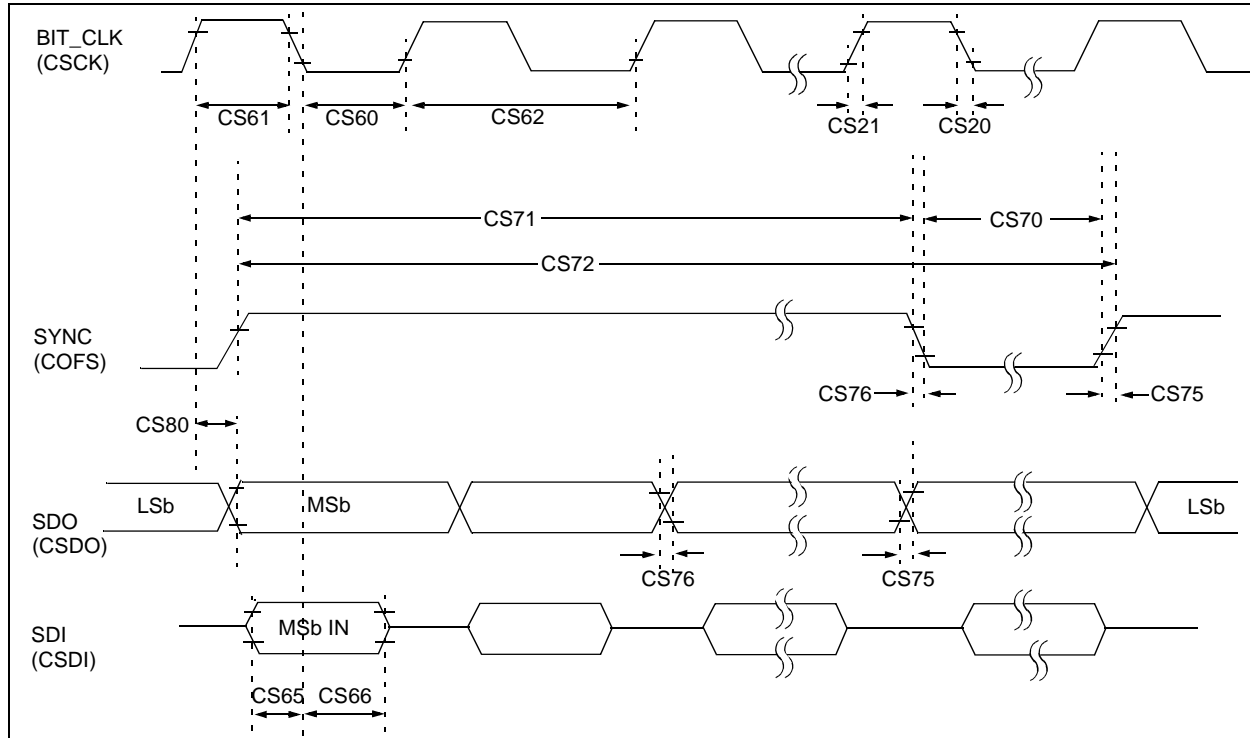 BIT_CLK
(CSCK)
CS61
CS60
CS62
CS21
CS20
CS71
CS70
CS72
SYNC
(COFS)
CS76
CS75
CS80
LSb
MSb
LSb
SDO
(CSDO)
CS76
CS75
MSb IN
SDI
(CSDI)
CS65
CS66